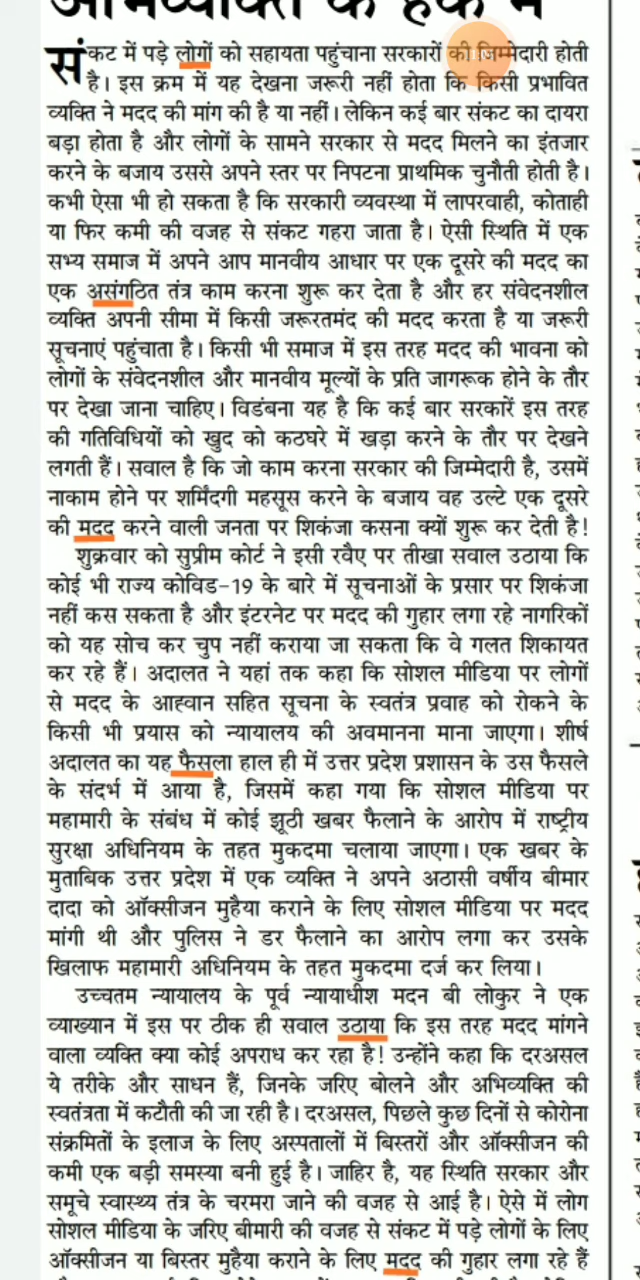 अभिव्यक्ति के हक में
संकट में पड़े लोगों को सहायता पहुंचाना सरकारों की जिम्मेदारी होती
है। इस क्रम में यह देखना जरूरी नहीं होता कि किसी प्रभावित
व्यक्ति ने मदद की मांग की है या नहीं। लेकिन कई बार संकट का दायरा
बड़ा होता है और लोगों के सामने सरकार से मदद मिलने का इंतजार
करने के बजाय उससे अपने स्तर पर निपटना प्राथमिक चुनौती होती है।
कभी ऐसा भी हो सकता है कि सरकारी व्यवस्था में लापरवाही, कोताही
या फिर कमी की वजह से संकट गहरा जाता है। ऐसी स्थिति में एक
सभ्य समाज में अपने आप मानवीय आधार पर एक दूसरे की मदद का
एक असंगठित तंत्र काम करना शुरू कर देता है और हर संवेदनशील
व्यक्ति अपनी सीमा में किसी जरूरतमंद की मदद करता है या जरूरी
सूचनाएं पहुंचाता है। किसी भी समाज में इस तरह मदद की भावना को
लोगों के संवेदनशील और मानवीय मूल्यों के प्रति जागरूक होने के तौर
पर देखा जाना चाहिए। विडंबना यह है कि कई बार सरकारें इस तरह
की गतिविधियों को खुद को कठघरे में खड़ा करने के तौर पर देखने
लगती हैं। सवाल है कि जो काम करना सरकार की जिम्मेदारी है, उसमें
नाकाम होने पर शर्मिंदगी महसूस करने के बजाय वह उल्टे एक दूसरे
की मदद करने वाली जनता पर शिकंजा कसना क्यों शुरू कर देती है!
शुक्रवार को सुप्रीम कोर्ट ने इसी रवैए पर तीखा सवाल उठाया कि
कोई भी राज्य कोविड-19 के बारे में सूचनाओं के प्रसार पर शिकंजा
नहीं कस सकता है और इंटरनेट पर मदद की गुहार लगा रहे नागरिकों
को यह सोच कर चुप नहीं कराया जा सकता कि वे गलत शिकायत
कर रहे हैं। अदालत ने यहां तक कहा कि सोशल मीडिया पर लोगों
से मदद के आह्वान सहित सूचना के स्वतंत्र प्रवाह को रोकने के
किसी भी प्रयास को न्यायालय की अवमानना माना जाएगा। शीर्ष
अदालत का यह फैसला हाल ही में उत्तर प्रदेश प्रशासन के उस फैसले
के संदर्भ में आया है, जिसमें कहा गया कि सोशल मीडिया पर
महामारी के संबंध में कोई झूठी खबर फैलाने के आरोप में राष्ट्रीय
सुरक्षा अधिनियम के तहत मुकदमा चलाया जाएगा। एक खबर के
मुताबिक उत्तर प्रदेश में एक व्यक्ति ने अपने अठासी वर्षीय बीमार
दादा को ऑक्सीजन मुहैया कराने के लिए सोशल मीडिया पर मदद
मांगी थी और पुलिस ने डर फैलाने का आरोप लगा कर उसके
खिलाफ महामारी अधिनियम के तहत मुकदमा दर्ज कर लिया।
उच्चतम न्यायालय के पूर्व न्यायाधीश मदन बी लोकुर ने एक
व्याख्यान में इस पर ठीक ही सवाल उठाया कि इस तरह मदद मांगने
वाला व्यक्ति क्या कोई अपराध कर रहा है! उन्होंने कहा कि दरअसल
ये तरीके और साधन हैं, जिनके जरिए बोलने और अभिव्यक्ति की
स्वतंत्रता में कटौती की जा रही है। दरअसल, पिछले कुछ दिनों से कोरोना
संक्रमितों के इलाज के लिए अस्पतालों में बिस्तरों और ऑक्सीजन की
कमी एक बड़ी समस्या बनी हुई है। जाहिर है, यह स्थिति सरकार और
समूचे स्वास्थ्य तंत्र के चरमरा जाने की वजह से आई है। ऐसे में लोग
सोशल मीडिया के जरिए बीमारी की वजह से संकट में पड़े लोगों के लिए
ऑक्सीजन या बिस्तर मुहैया कराने के लिए मदद की गुहार लगा रहे हैं